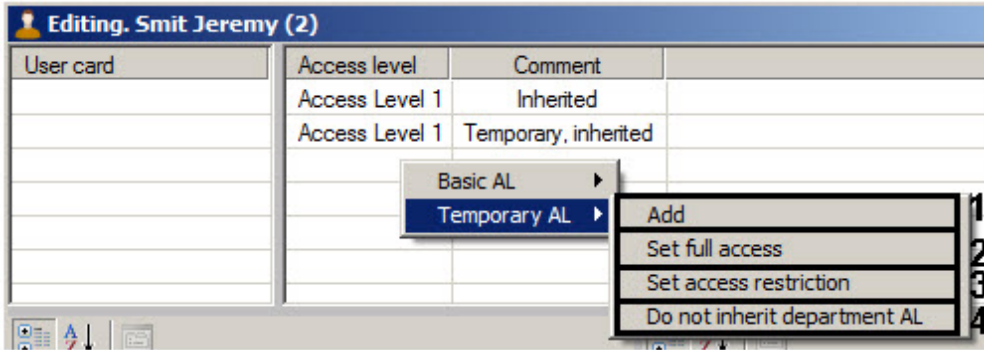 Editing. Smit Jeremy (2)
User card Access level Comment
Access Level 1 Inherited
Access Level 1 Temporary, inherited
Basic AL
Temporary AL
Add 1
Set full access 2
Set access restriction 3
Do not inherit department AL 4